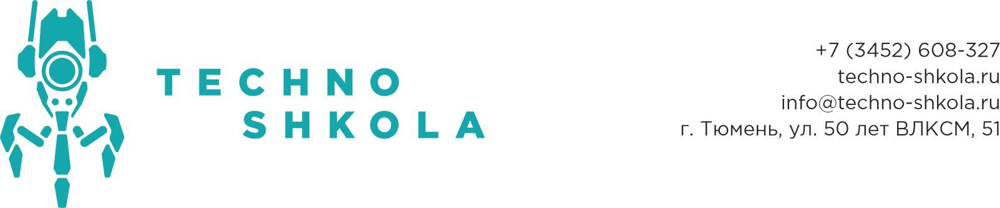 TECHNO
SHKOLA
+7 (3452) 608-327
techno-shkola.ru
info@techno-shkola.ru
г. Тюмень, ул. 50 лет ВЛКСМ, 51